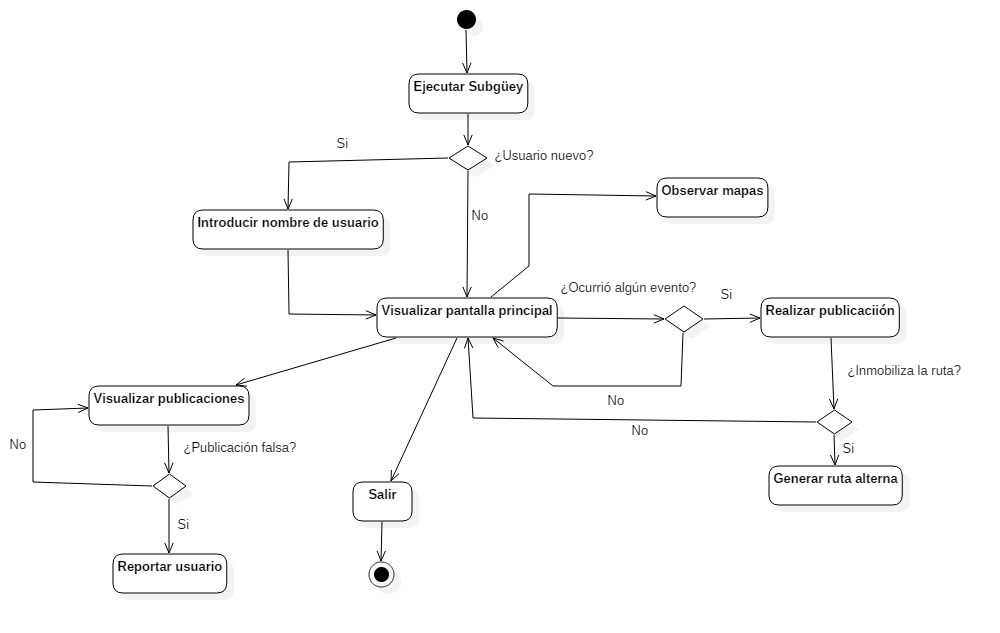 Ejecutar Subgüey
Si
¿Usuario nuevo?
Observar mapas
Introducir nombre de usuario
No
¿Ocurrió algún evento?
Si
Visualizar pantalla principal
Realizar publicaciión
¿Inmobiliza la ruta?
Visualizar publicaciones
No
No
No
¿Publicación falsa?
Si
Generar ruta alterna
Salir
Si
Reportar usuario